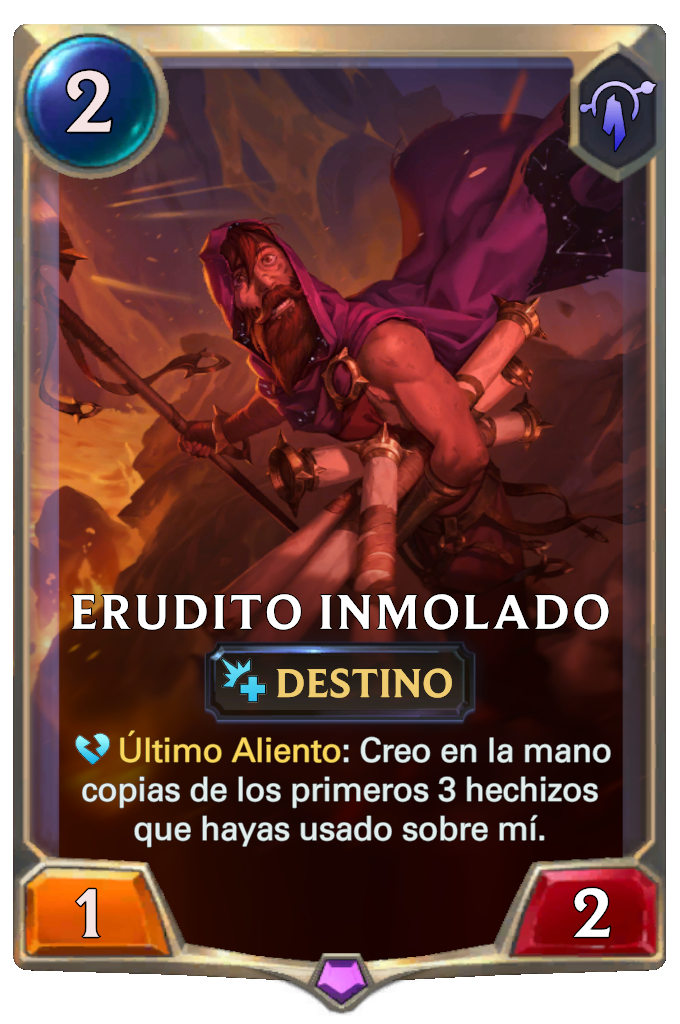 2
ERUDITO INMOLADO
DESTINO
Último Aliento: Creo en la mano
copias de los primeros 3 hechizos
que hayas usado sobre mí.
1
2